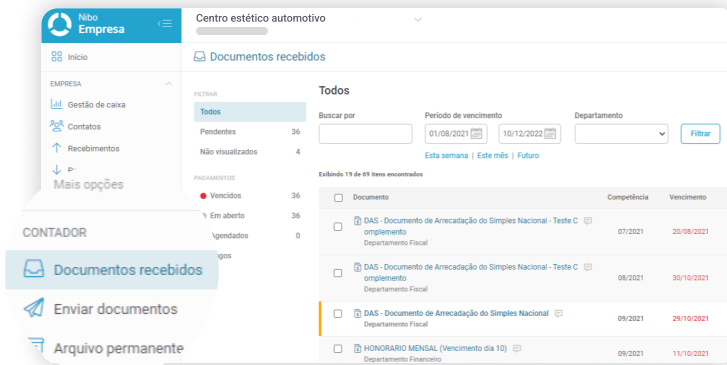 Nibo
Empresa
Centro estético automotivo
Início
EMPRESA
Gestão de caixa
Contatos
Recebimentos
Mais opções
CONTADOR
Documentos recebidos
Enviar documentos
Arquivo permanente
Documentos recebidos
FILTRAR
Todos
Pendentes 36
Não visualizados 4
PAGAMENTOS
Vencidos 36
Em aberto 36
Agendados 0
Todos
Buscar por Período de vencimento Departamento
01/08/2021 10/12/2022 Filtrar
Esta semana | Este mês | Futuro
Exibindo 19 de 69 itens encontrados
Documento Competência Vencimento
DAS - Documento de Arrecadação do Simples Nacional - Teste C
omplemento 07/2021 20/08/2021
Departamento Fiscal
DAS - Documento de Arrecadação do Simples Nacional - Teste C
omplemento 08/2021 30/10/2021
Departamento Fiscal
DAS - Documento de Arrecadação do Simples Nacional 09/2021 29/10/2021
Departamento Fiscal
HONORARIO MENSAL (Vencimento dia 10) 09/2021 11/10/2021
Departamento Financeiro